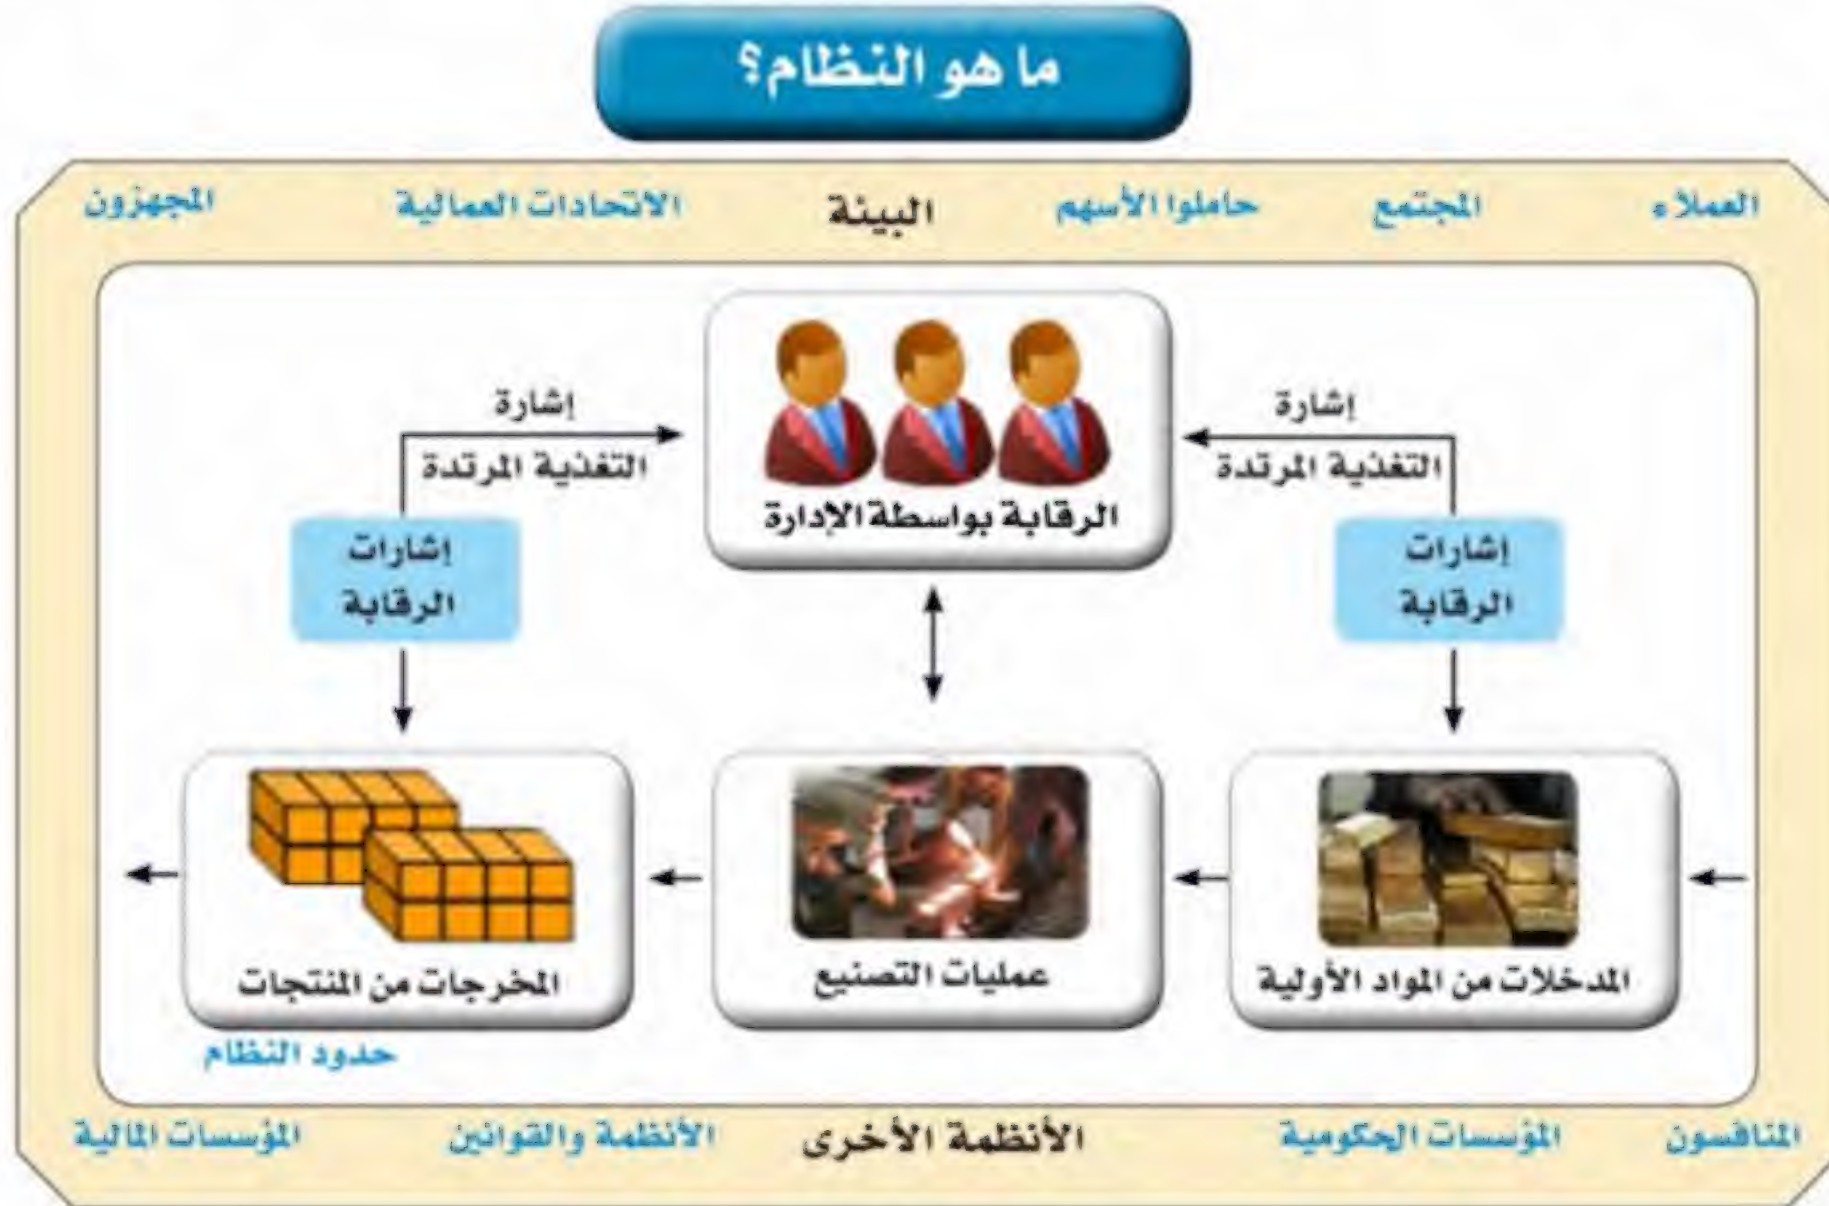 ما هو النظام؟
العملاء
المجتمع
حاملوا الأسهم
البيئة
الاتحادات العمالية
المجهزون
الرقابة بواسطة الإدارة
إشارة
التغذية المرتدة
إشارة
التغذية المرتدة
إشارات
الرقابة
إشارات
الرقابة
المدخلات من المواد الأولية
عمليات التصنيع
المخرجات من المنتجات
حدود النظام
المنافسون
المؤسسات الحكومية
الأنظمة الأخرى
الأنظمة والقوانين
المؤسسات المالية